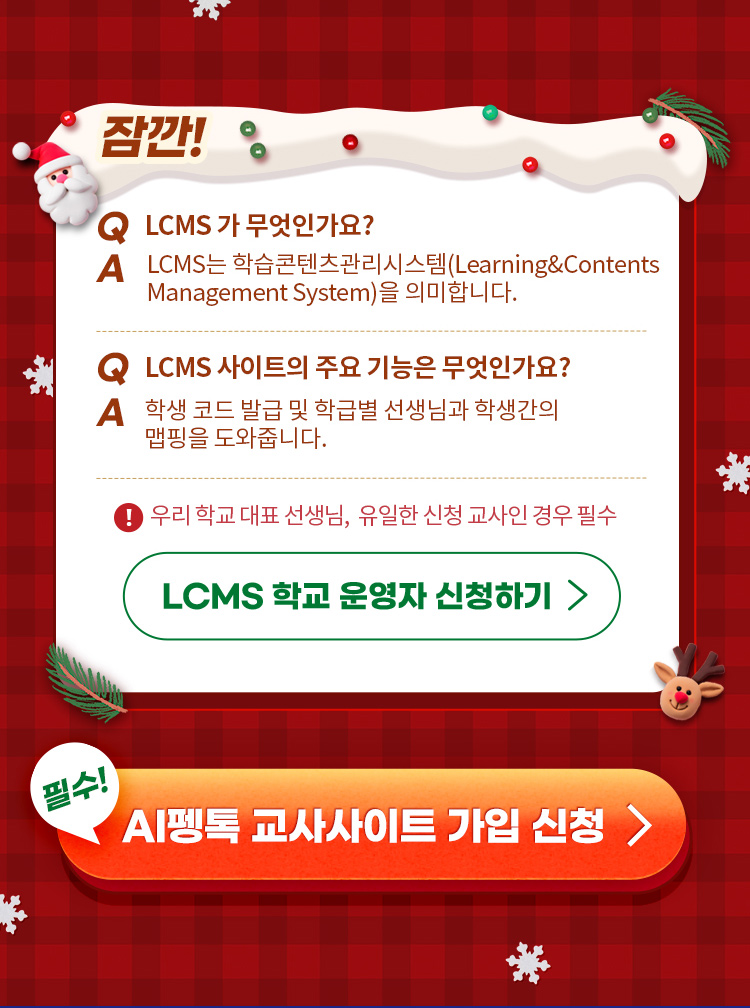 잠깐!
Q LCMS 가 무엇인가요?
A LCMS는 학습콘텐츠관리시스템(Learning&Contents
Management System)을 의미합니다.
Q LCMS 사이트의 주요 기능은 무엇인가요?
A 학생 코드 발급 및 학급별 선생님과 학생간의
맵핑을 도와줍니다.
! 우리 학교 대표 선생님, 유일한 신청 교사인 경우 필수
LCMS 학교 운영자 신청하기 >
필수!
AI펭톡 교사사이트 가입 신청 >